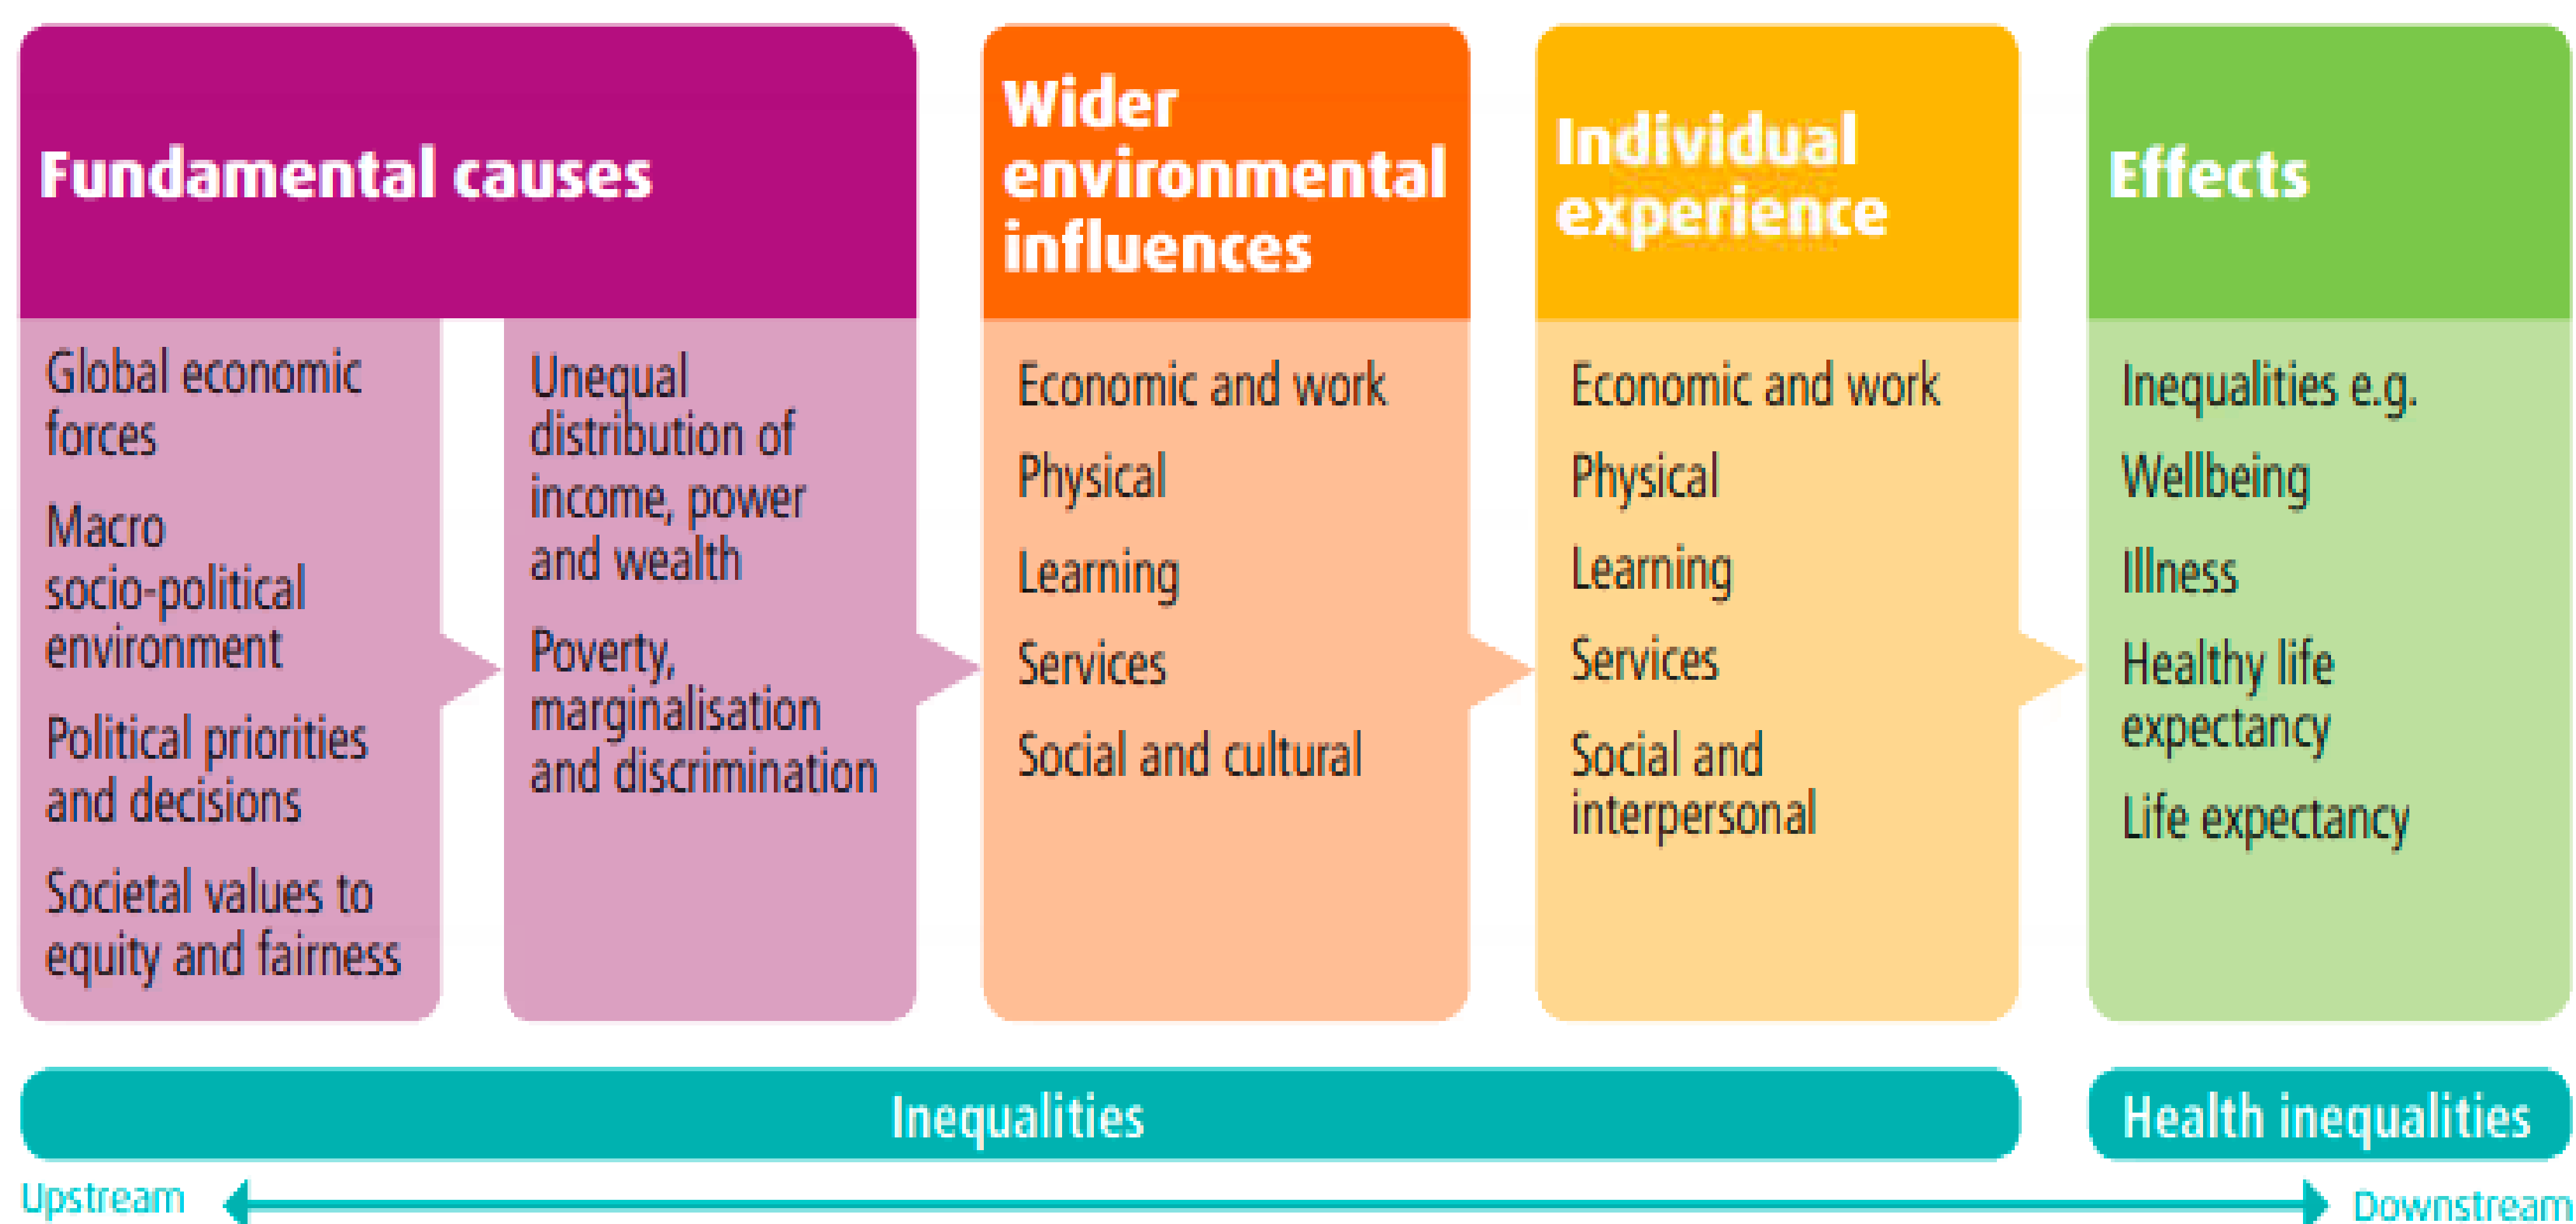 Fundamental causes
Global economic
forces
Macro
socio-political
environment
Political priorities
and decisions
Societal values to
equity and fairness
Unequal
distribution of
income, power
and wealth
Poverty,
marginalisation
and discrimination
Wider
environmental
influences
Economic and work
Physical
Learning
Services
Social and cultural
Individual
experience
Economic and work
Physical
Learning
Services
Social and
interpersonal
Effects
Inequalities e.g.
Wellbeing
Illness
Healthy life
expectancy
Life expectancy
Inequalities
Health inequalities
Upstream
Downstream